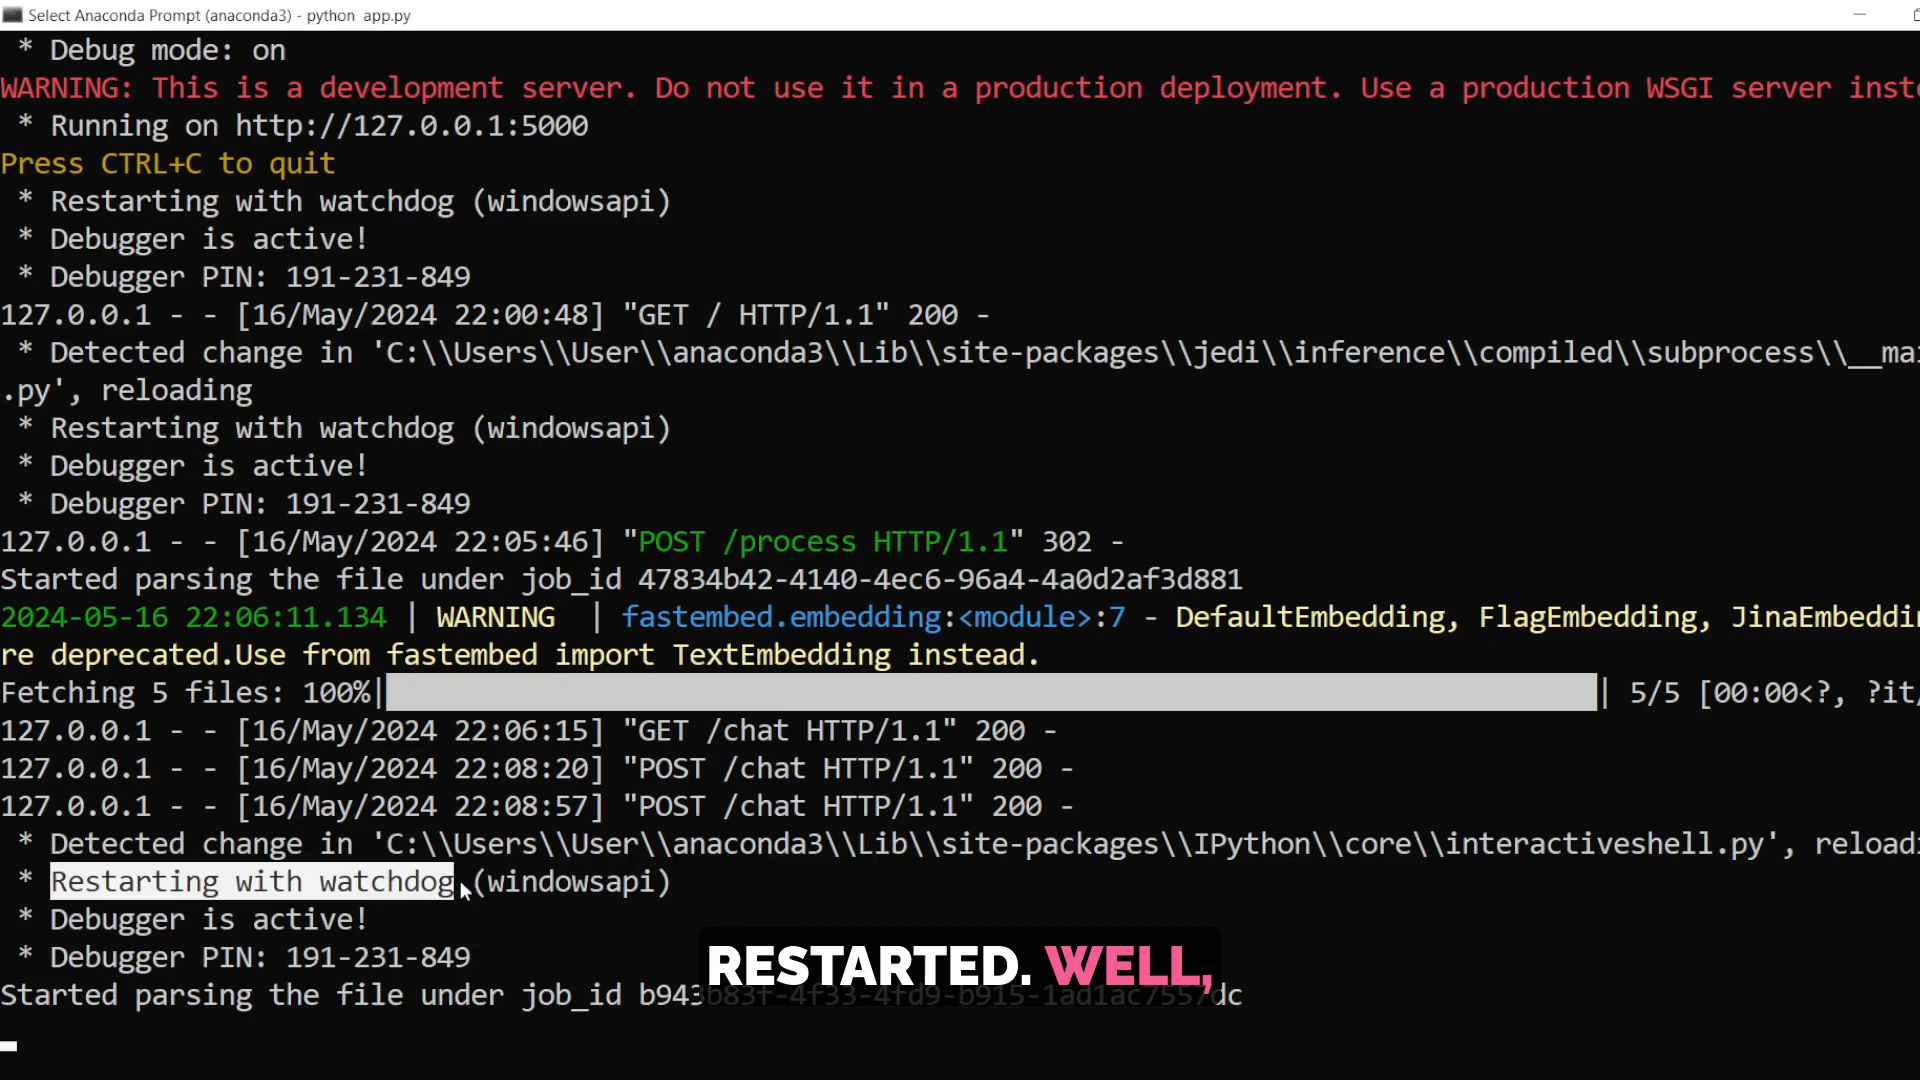 Select Anaconda Prompt (anaconda3) - python  app.py
 * Debug mode: on
WARNING: This is a development server. Do not use it in a production deployment. Use a production WSGI server
 * Running on http://127.0.0.1:5000
Press CTRL+C to quit
 * Restarting with watchdog (windowsapi)
 * Debugger is active!
 * Debugger PIN: 191-231-849
127.0.0.1 - - [16/May/2024 22:00:48] "GET / HTTP/1.1" 200 -
 * Detected change in 'C:\\Users\\User\\anaconda3\\Lib\\site-packages\\jedi\\inference\\compiled\\subprocess\\__mai
.py', reloading
 * Restarting with watchdog (windowsapi)
 * Debugger is active!
 * Debugger PIN: 191-231-849
127.0.0.1 - - [16/May/2024 22:05:46] "POST /process HTTP/1.1" 302 -
Started parsing the file under job_id 47834b42-4140-4ec6-96a4-4a0d2af3d881
2024-05-16 22:06:11.134 | WARNING  | fastembed.embedding:<module>:7 - DefaultEmbedding, FlagEmbedding, JinaEmbeddin
re deprecated.Use from fastembed import TextEmbedding instead.
Fetching 5 files: 100%| | 5/5 [00:00<?, ?it/
127.0.0.1 - - [16/May/2024 22:06:15] "GET /chat HTTP/1.1" 200 -
127.0.0.1 - - [16/May/2024 22:08:20] "POST /chat HTTP/1.1" 200 -
127.0.0.1 - - [16/May/2024 22:08:57] "POST /chat HTTP/1.1" 200 -
 * Detected change in 'C:\\Users\\User\\anaconda3\\Lib\\site-packages\\IPython\\core\\interactiveshell.py', reloadi
 * Restarting with watchdog (windowsapi)
 * Debugger is active!
 * Debugger PIN: 191-231-849
RESTARTED. WELL,
Started parsing the file under job_id b943b83f-4f33-4fd9-b915-1ad1ac7557dc